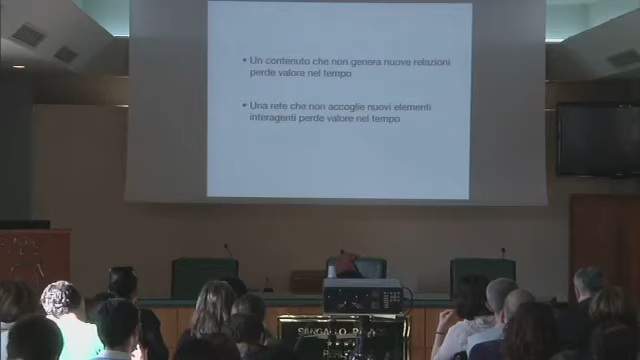 • Un contenuto che non genera nuove relazioni
perde valore nel tempo
• Una rete che non accoglie nuovi elementi
interagenti perde valore nel tempo